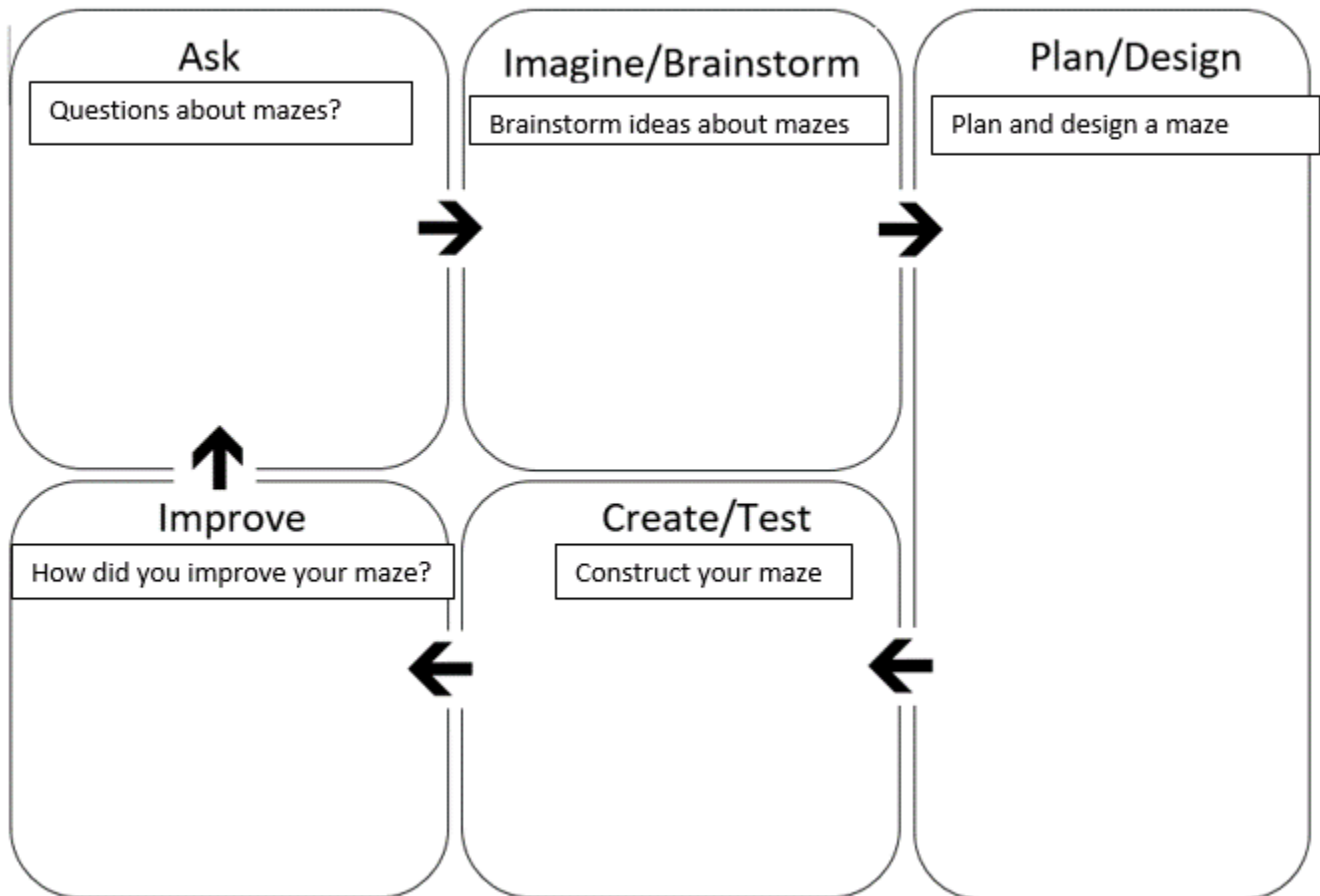 Ask
Questions about mazes?
Imagine/Brainstorm
Brainstorm ideas about mazes
Plan/Design
Plan and design a maze
Improve
How did you improve your maze?
Create/Test
Construct your maze